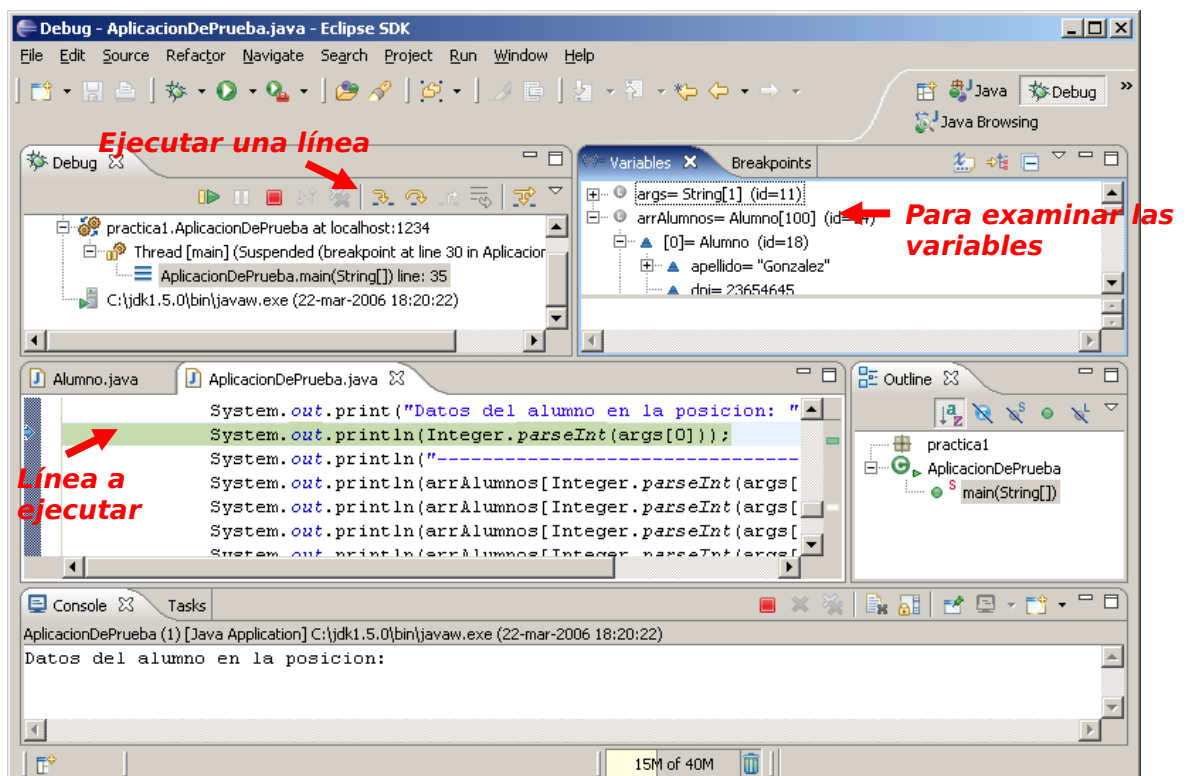 Debug - AplicacionDePrueba.java - Eclipse SDK
File Edit Source Refactor Navigate Search Project Run Window Help
Java
Debug
»
Java Browsing
Ejecutar una línea
Debug
practica1.AplicacionDePrueba at localhost:1234
Thread [main] (Suspended (breakpoint at line 30 in Aplicacion
AplicacionDePrueba.main(String[]) line: 35
C:\jdk1.5.0\bin\javaw.exe (22-mar-2006 18:20:22)
Variables Breakpoints
args= String[1] (id=11)
arrAlumnos= Alumno[100] (id=
[0]= Alumno (id=18)
apellido= "Gonzalez"
dni= 23654645
Para examinar las
variables
Alumno.java AplicacionDePrueba.java
System.out.print("Datos del alumno en la posicion: "
System.out.println(Integer.parseInt(args[0]));
System.out.println("---------------------------------
System.out.println(arrAlumnos[Integer.parseInt(args[
System.out.println(arrAlumnos[Integer.parseInt(args[
System.out.println(arrAlumnos[Integer.parseInt(args[
System.out.println(arrAlumnos[Integer.parseInt(args[
Línea a
ejecutar
Outline
practica1
AplicacionDePrueba
main(String[])
Console Tasks
AplicacionDePrueba (1) [Java Application] C:\jdk1.5.0\bin\javaw.exe (22-mar-2006 18:20:22)
Datos del alumno en la posicion:
15M of 40M